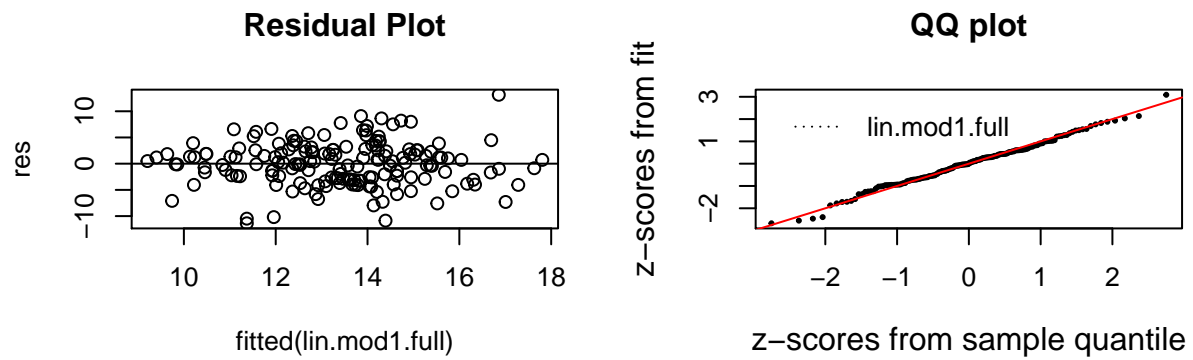 Residual Plot
res
−10
0
10
10
12
14
16
18
fitted(lin.mod1.full)
QQ plot
z−scores from fit
−2
1
3
lin.mod1.full
−2
−1
0
1
2
z−scores from sample quantile